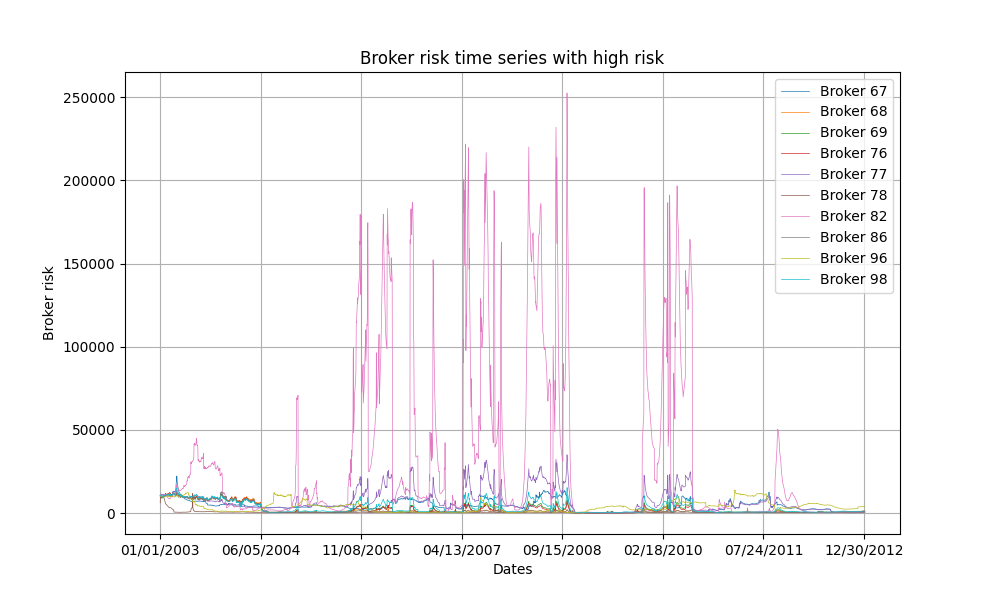 Broker risk time series with high risk
250000
200000
150000
100000
50000
0
Broker risk
Broker 67
Broker 68
Broker 69
Broker 76
Broker 77
Broker 78
Broker 82
Broker 86
Broker 96
Broker 98
01/01/2003 06/05/2004 11/08/2005 04/13/2007 09/15/2008 02/18/2010 07/24/2011 12/30/2012
Dates